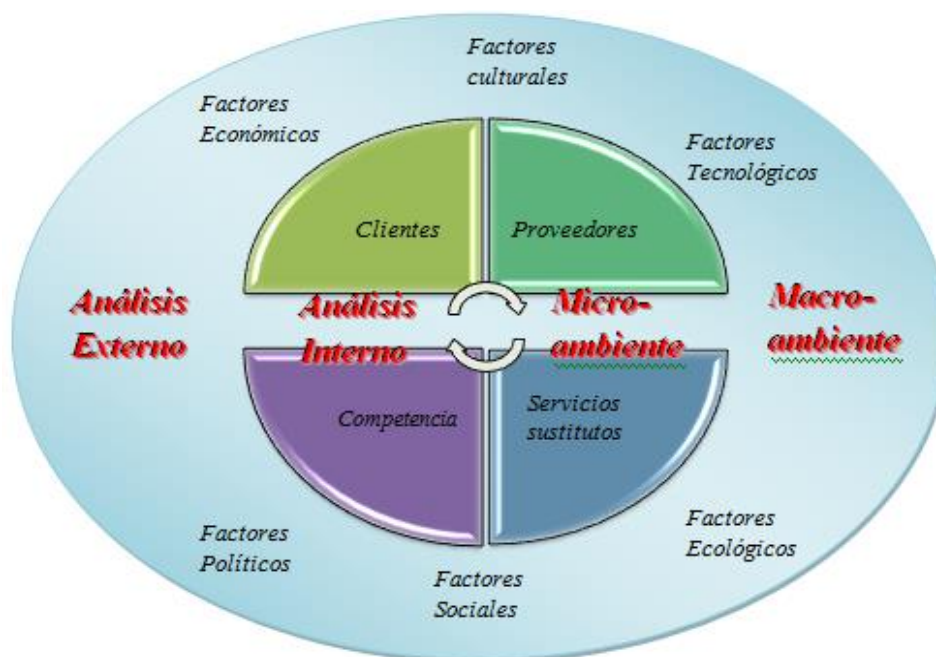 Factores
culturales
Factores
Económicos
Factores
Tecnológicos
Clientes
Proveedores
Análisis
Externo
Análisis
Interno
Micro-
ambiente
Macro-
ambiente
Competencia
Servicios
sustitutos
Factores
Políticos
Factores
Sociales
Factores
Ecológicos